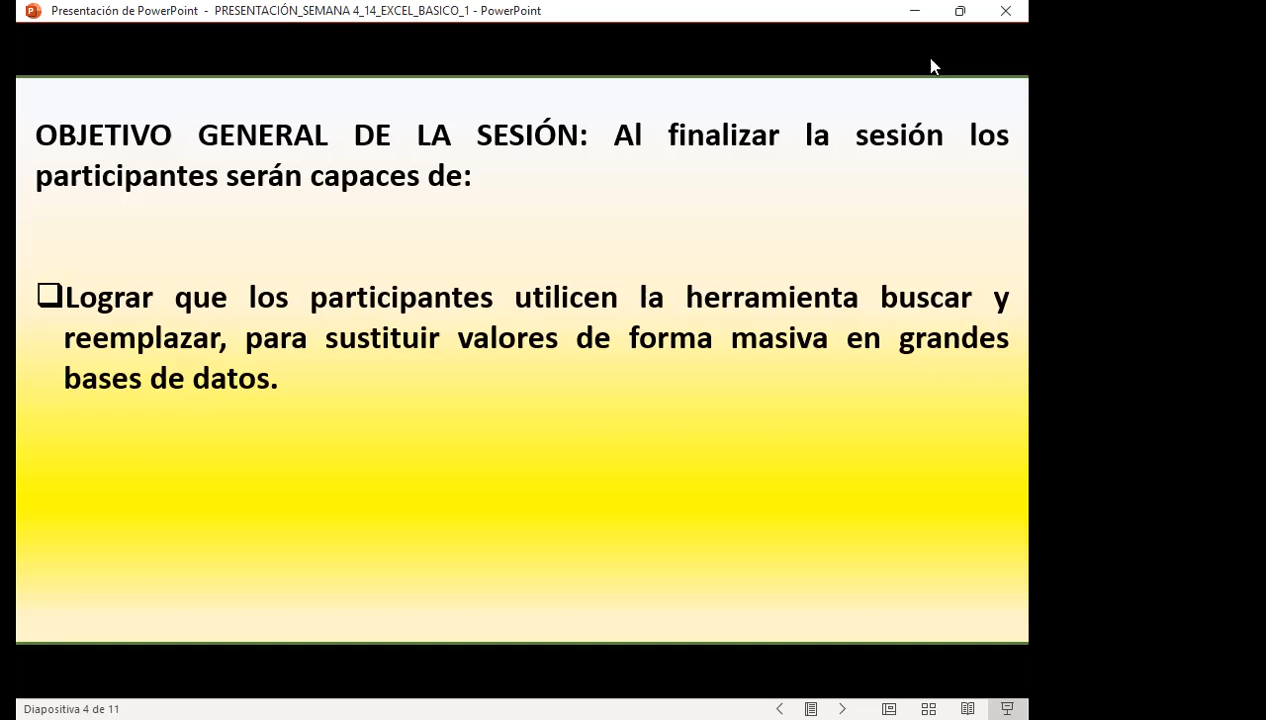 Presentación de PowerPoint - PRESENTACIÓN_SEMANA 4_14_EXCEL_BASICO_1 - PowerPoint
OBJETIVO GENERAL DE LA SESIÓN: Al finalizar la sesión los
participantes serán capaces de:
Lograr que los participantes utilicen la herramienta buscar y
reemplazar, para sustituir valores de forma masiva en grandes
bases de datos.
Diapositiva 4 de 11